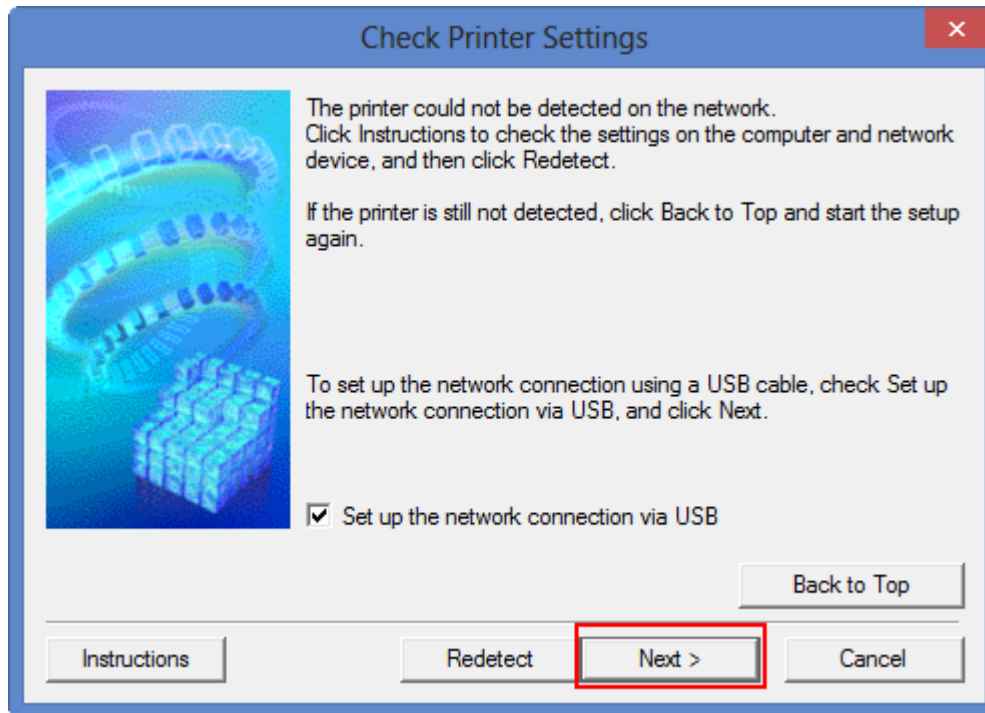 Check Printer Settings
The printer could not be detected on the network.
Click Instructions to check the settings on the computer and network
device, and then click Redetect.
If the printer is still not detected, click Back to Top and start the setup
again.
To set up the network connection using a USB cable, check Set up
the network connection via USB, and click Next.
Set up the network connection via USB
Back to Top
Instructions
Redetect
Next >
Cancel